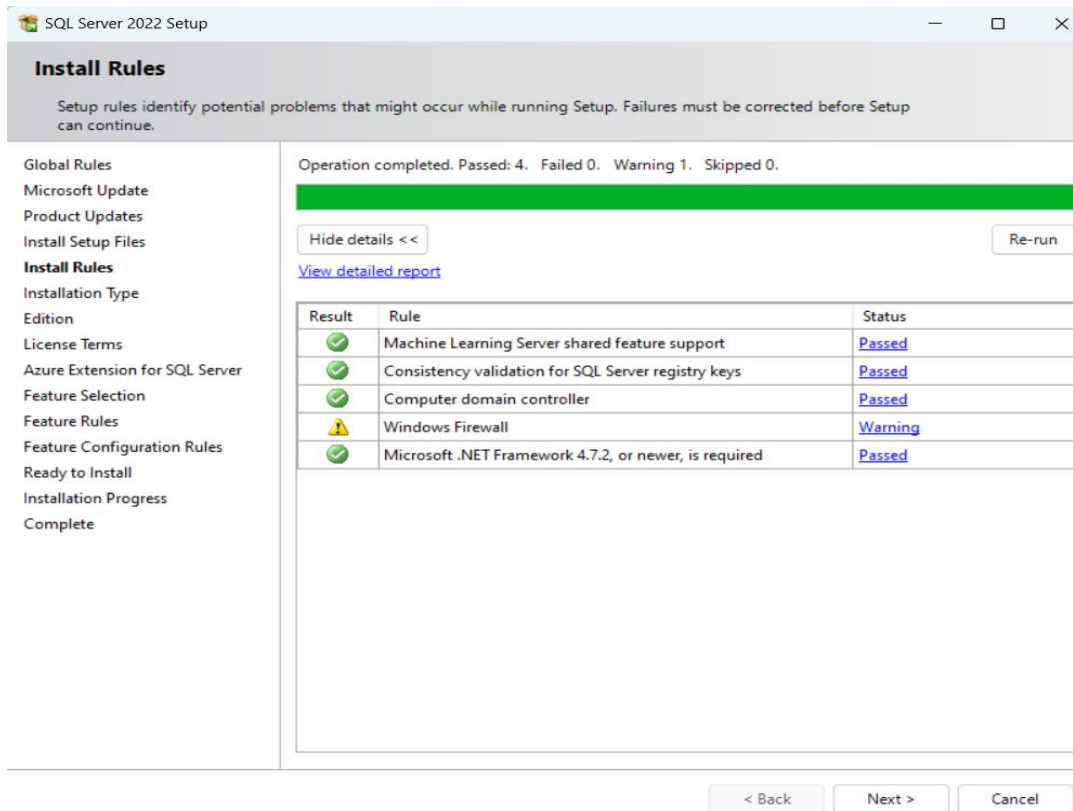 SQL Server 2022 Setup
Install Rules
Setup rules identify potential problems that might occur while running Setup. Failures must be corrected before Setup
can continue.
Global Rules
Microsoft Update
Product Updates
Install Setup Files
Install Rules
Installation Type
Edition
License Terms
Azure Extension for SQL Server
Feature Selection
Feature Rules
Feature Configuration Rules
Ready to Install
Installation Progress
Complete
Operation completed. Passed: 4. Failed 0. Warning 1. Skipped 0.
Hide details <<
Re-run
View detailed report
Result Rule Status
Machine Learning Server shared feature support Passed
Consistency validation for SQL Server registry keys Passed
Computer domain controller Passed
Windows Firewall Warning
Microsoft .NET Framework 4.7.2, or newer, is required Passed
< Back Next > Cancel